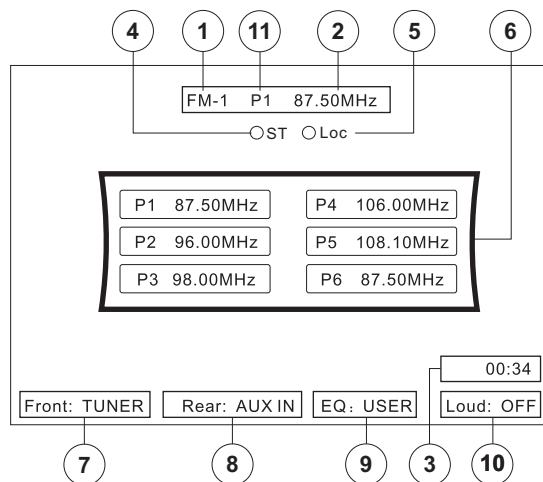 4 1 11 2 5 6
FM-1 P1 87.50MHz
ST Loc
P1 87.50MHz P4 106.00MHz
P2 96.00MHz P5 108.10MHz
P3 98.00MHz P6 87.50MHz
00:34
Front: TUNER Rear: AUX IN EQ: USER Loud: OFF
7 8 9 3 10